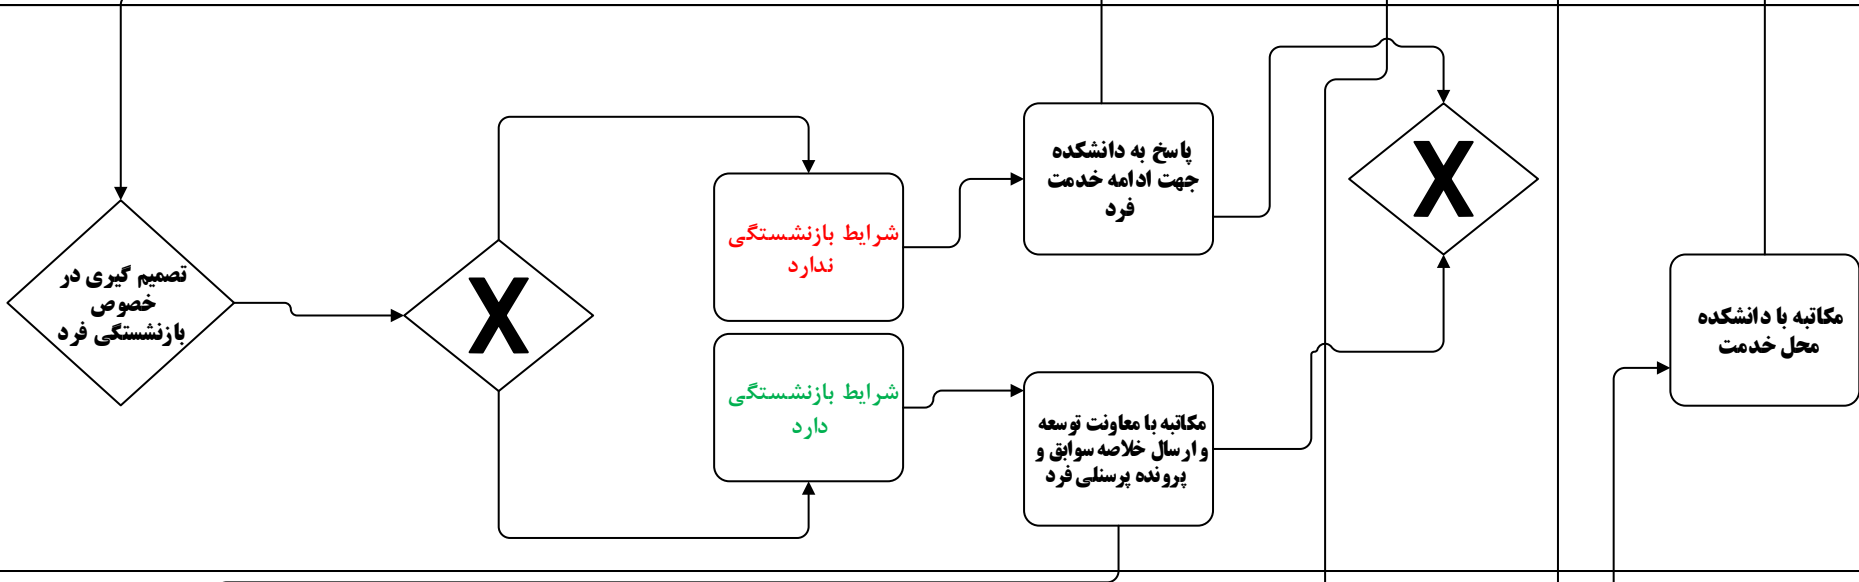 تصمیم گیری در
خصوص
بازنشستگی فرد
X
شرایط بازنشستگی
ندارد
شرایط بازنشستگی
دارد
پاسخ به دانشکده
جهت ادامه خدمت
فرد
مکاتبه با معاونت توسعه
و ارسال خلاصه سوابق و
پرونده پرسنلی فرد
X
مکاتبه با دانشکده
محل خدمت